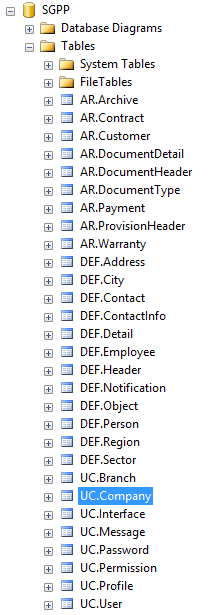 SGPP
Database Diagrams
Tables
System Tables
FileTables
AR.Archive
AR.Contract
AR.Customer
AR.DocumentDetail
AR.DocumentHeader
AR.DocumentType
AR.Payment
AR.ProvisionHeader
AR.Warranty
DEF.Address
DEF.City
DEF.Contact
DEF.ContactInfo
DEF.Detail
DEF.Employee
DEF.Header
DEF.Notification
DEF.Object
DEF.Person
DEF.Region
DEF.Sector
UC.Branch
UC.Company
UC.Interface
UC.Message
UC.Password
UC.Permission
UC.Profile
UC.User